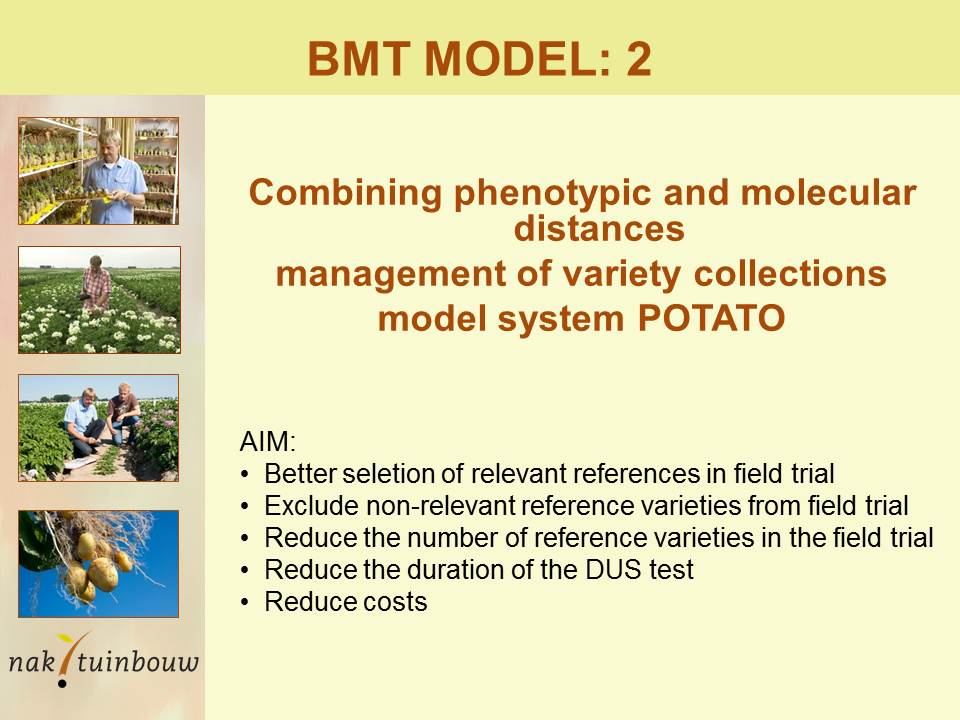 BMT MODEL: 2
Combining phenotypic and molecular
distances
management of variety collections
model system POTATO
AIM:
• Better seletion of relevant references in field trial
• Exclude non-relevant reference varieties from field trial
• Reduce the number of reference varieties in the field trial
• Reduce the duration of the DUS test
• Reduce costs
nak tuinbouw